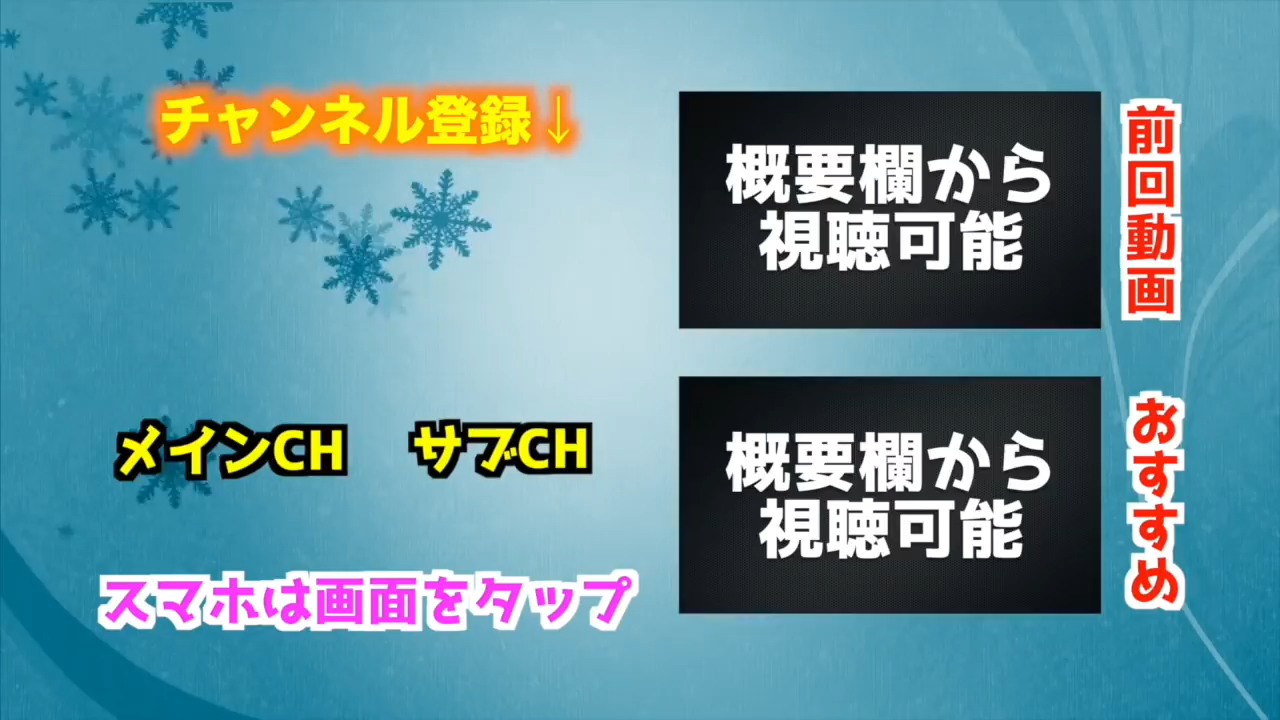 チャンネル登録↓
概要欄から
視聴可能
前回動画
メインCH
サブCH
概要欄から
視聴可能
おすすめ
スマホは画面をタップ